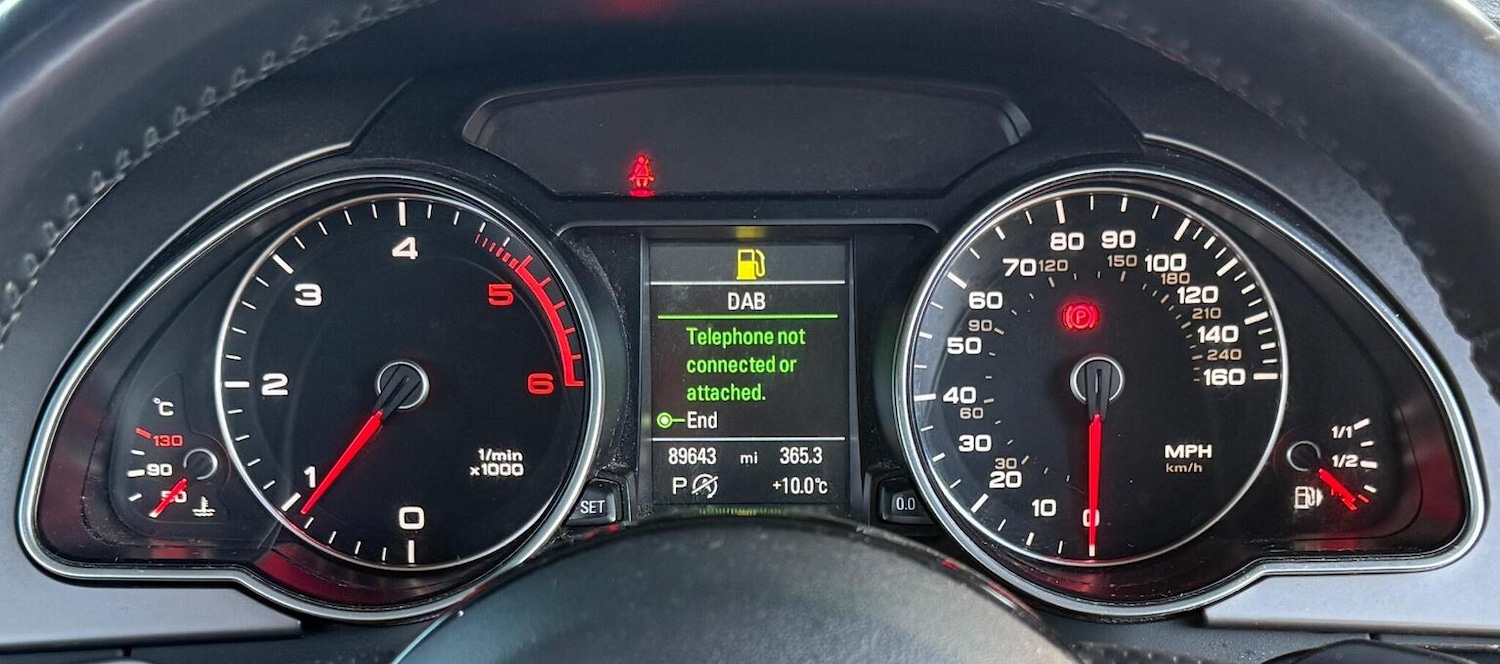 4
3
5
2
6
1
0
1/min
x1000
°C
130
90
50
DAB
Telephone not
connected or
attached.
End
89643 mi 365.3
P +10.0°c
SET
0.0
80 90
70 120 150 100
180
60 120
90 210
50 140
240
40 160
60
30
30
20
10
0
MPH
km/h
P
1/1
1/2